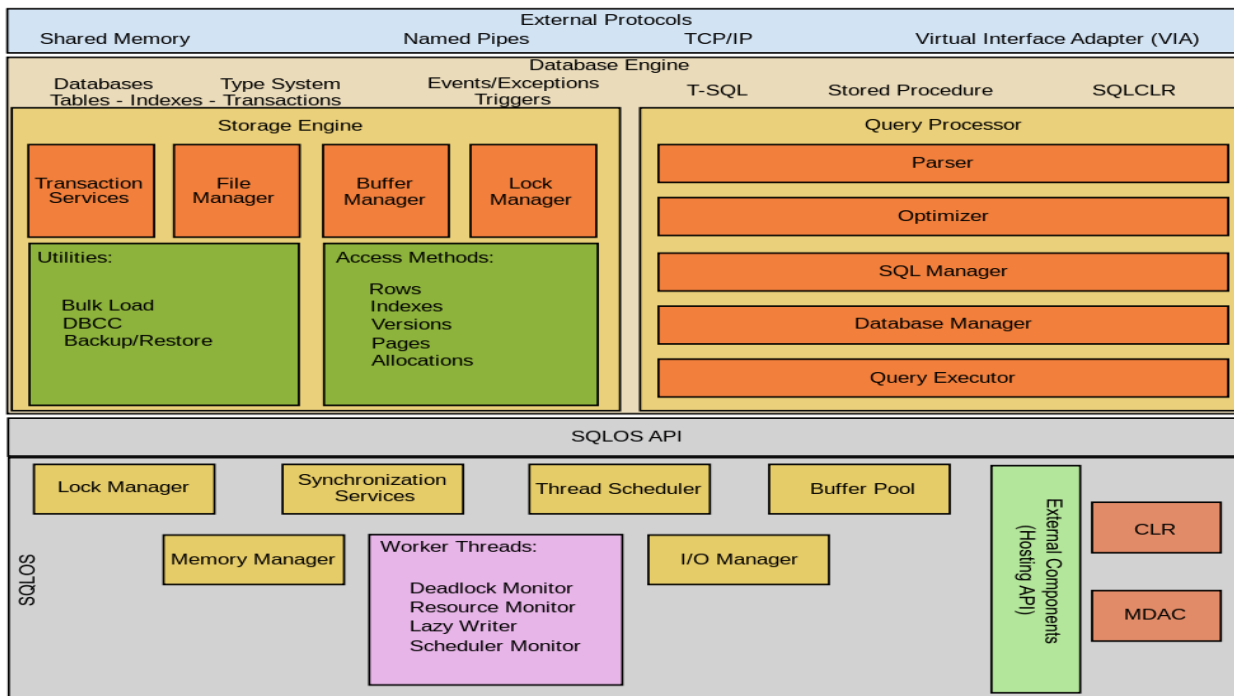 External Protocols
Shared Memory
Named Pipes
TCP/IP
Virtual Interface Adapter (VIA)
Database Engine
Databases
Type System
Tables - Indexes - Transactions
Events/Exceptions
Triggers
T-SQL
Stored Procedure
SQLCLR
Storage Engine
Transaction
Services
File
Manager
Buffer
Manager
Lock
Manager
Utilities:
Bulk Load
DBCC
Backup/Restore
Access Methods:
Rows
Indexes
Versions
Pages
Allocations
Query Processor
Parser
Optimizer
SQL Manager
Database Manager
Query Executor
SQLOS API
SQLOS
Lock Manager
Synchronization
Services
Thread Scheduler
Buffer Pool
Memory Manager
Worker Threads:
Deadlock Monitor
Resource Monitor
Lazy Writer
Scheduler Monitor
I/O Manager
External Components
(Hosting API)
CLR
MDAC